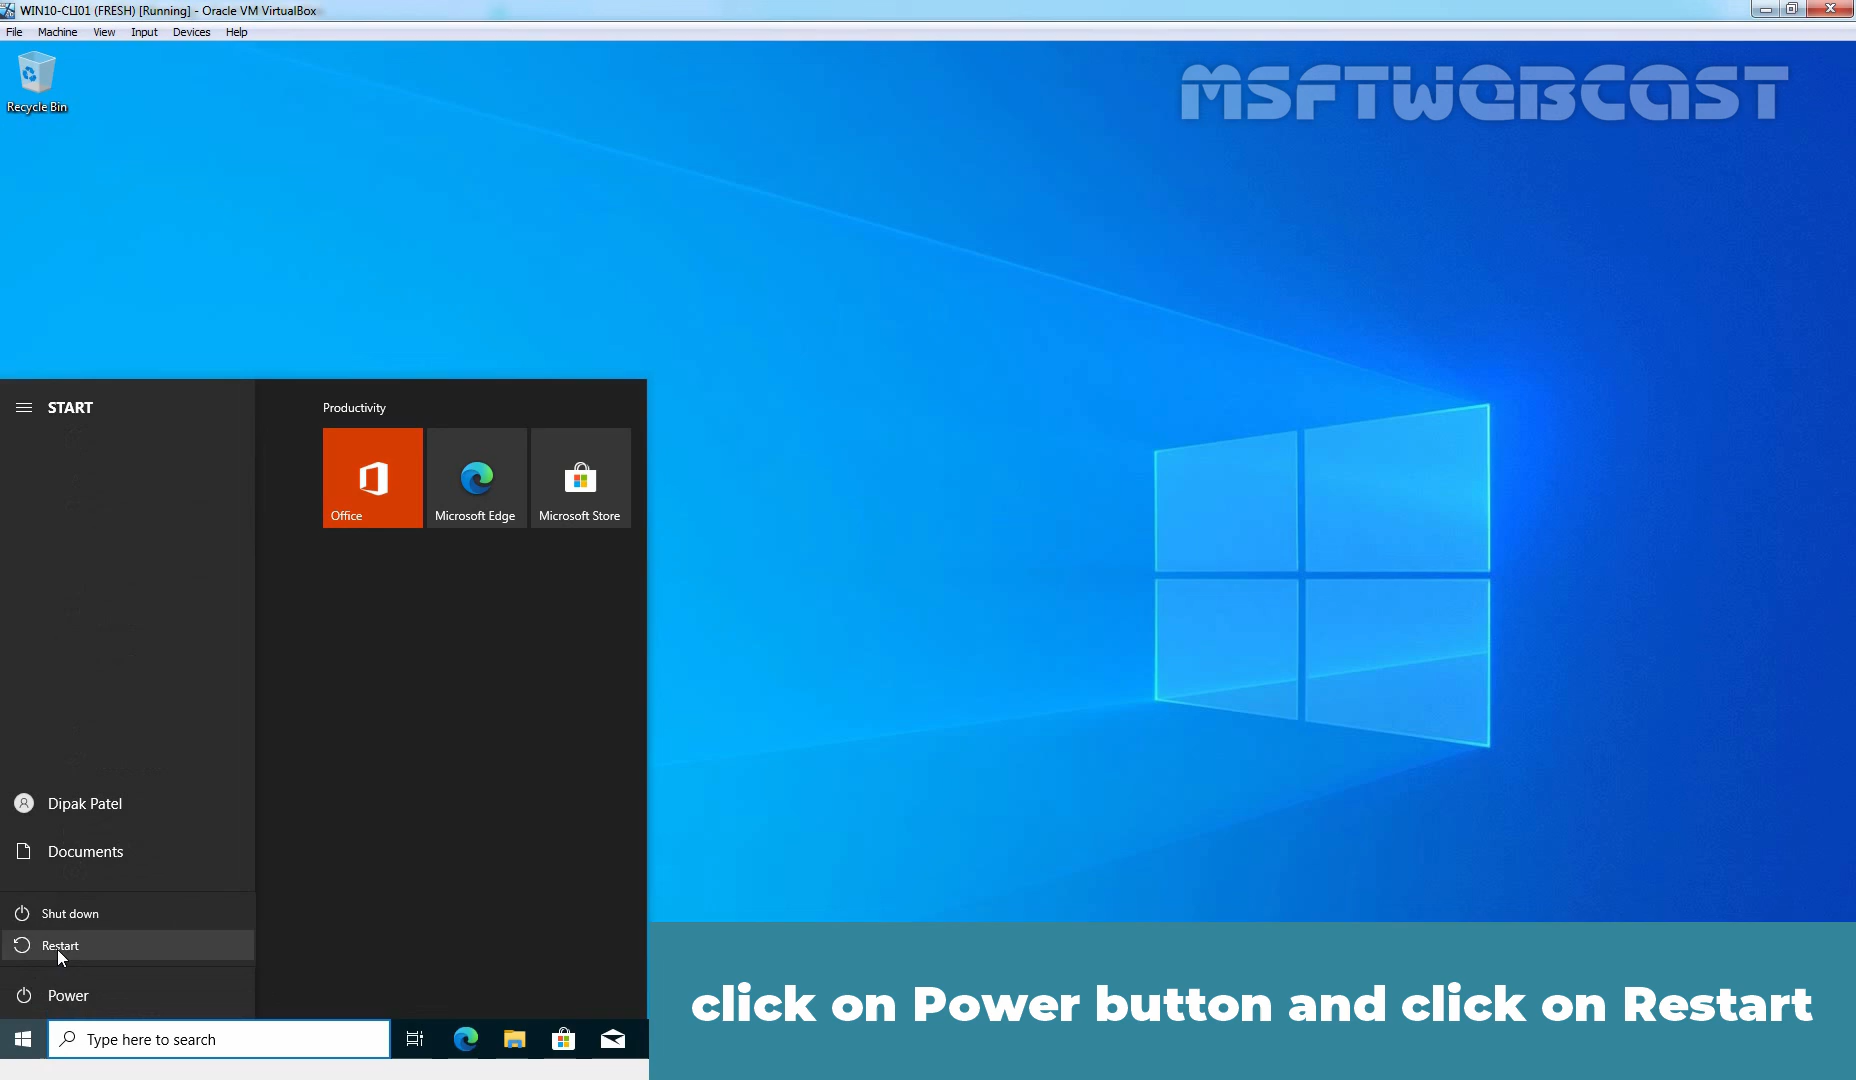 WIN10-CLI01 (FRESH) [Running] - Oracle VM VirtualBox
File Machine View Input Devices Help
Recycle Bin
MSFTWEBCAST
START
Productivity
Office
Microsoft Edge
Microsoft Store
Dipak Patel
Documents
Shut down
Restart
Power
click on Power button and click on Restart
Type here to search